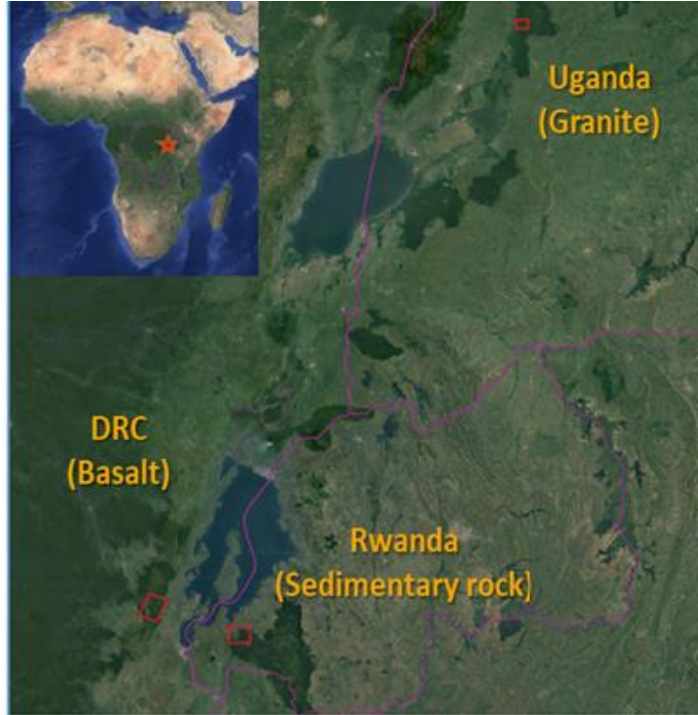 Uganda
(Granite)
DRC
(Basalt)
Rwanda
(Sedimentary rock)